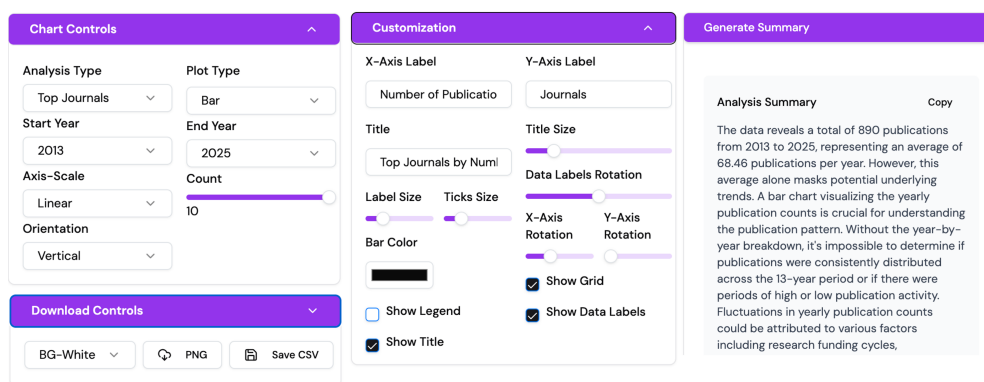 Chart Controls
Analysis Type
Plot Type
Top Journals
Bar
Start Year
End Year
2013
2025
Axis-Scale
Count
Linear
10
Orientation
Vertical
Download Controls
BG-White
PNG
Save CSV
Customization
X-Axis Label
Y-Axis Label
Number of Publicatio
Journals
Title
Title Size
Top Journals by Num
Data Labels Rotation
Label Size
Ticks Size
X-Axis
Rotation
Y-Axis
Rotation
Bar Color
Show Grid
Show Legend
Show Data Labels
Show Title
Generate Summary
Analysis Summary
Copy
The data reveals a total of 890 publications
from 2013 to 2025, representing an average of
68.46 publications per year. However, this
average alone masks potential underlying
trends. A bar chart visualizing the yearly
publication counts is crucial for understanding
the publication pattern. Without the year-by-
year breakdown, it's impossible to determine if
publications were consistently distributed
across the 13-year period or if there were
periods of high or low publication activity.
Fluctuations in yearly publication counts
could be attributed to various factors
including research funding cycles,